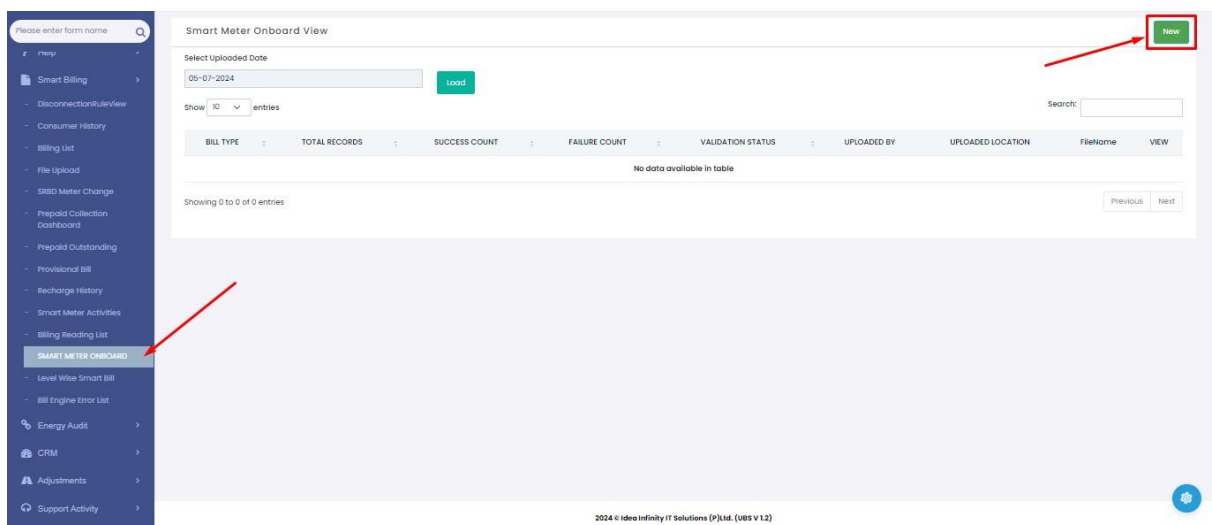 Please enter form name
Help
Smart Billing
DisconnectionRuleView
Consumer History
Billing List
File Upload
SRBD Meter Change
Prepaid Collection
Dashboard
Prepaid Outstanding
Provisional Bill
Recharge History
Smart Meter Activities
Billing Reading List
SMART METER ONBOARD
Level Wise Smart Bill
Bill Engine Error List
Energy Audit
CRM
Adjustments
Support Activity
Smart Meter Onboard View
New
Select Uploaded Date
05-07-2024
Load
Show 10 entries
Search:
BILL TYPE TOTAL RECORDS SUCCESS COUNT FAILURE COUNT VALIDATION STATUS UPLOADED BY UPLOADED LOCATION FileName VIEW
No data available in table
Showing 0 to 0 of 0 entries
Previous Next
2024 © Idea Infinity IT Solutions (P)Ltd. (UBS V 1.2)